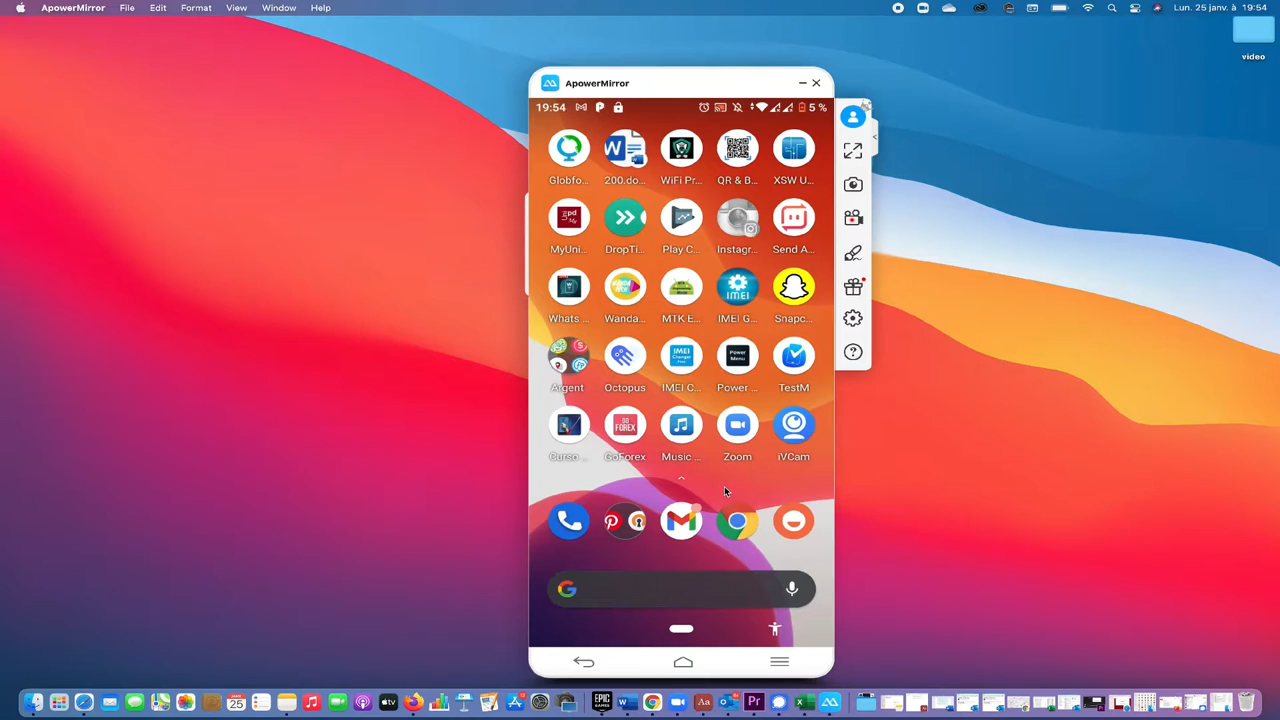 ApowerMirror File Edit Format View Window Help
Lun. 25 janv. à 19:54
video
ApowerMirror
19:54
5 %
Globfo... 200.do... WiFi Pr... QR & B... XSW U...
MyUni... DropTi... Play C... Instagr... Send A...
Whats ... Wanda... MTK E... IMEI G... Snapc...
Argent Octopus IMEI C... Power ... TestM
Curso ... GoForex Music ... Zoom iVCam